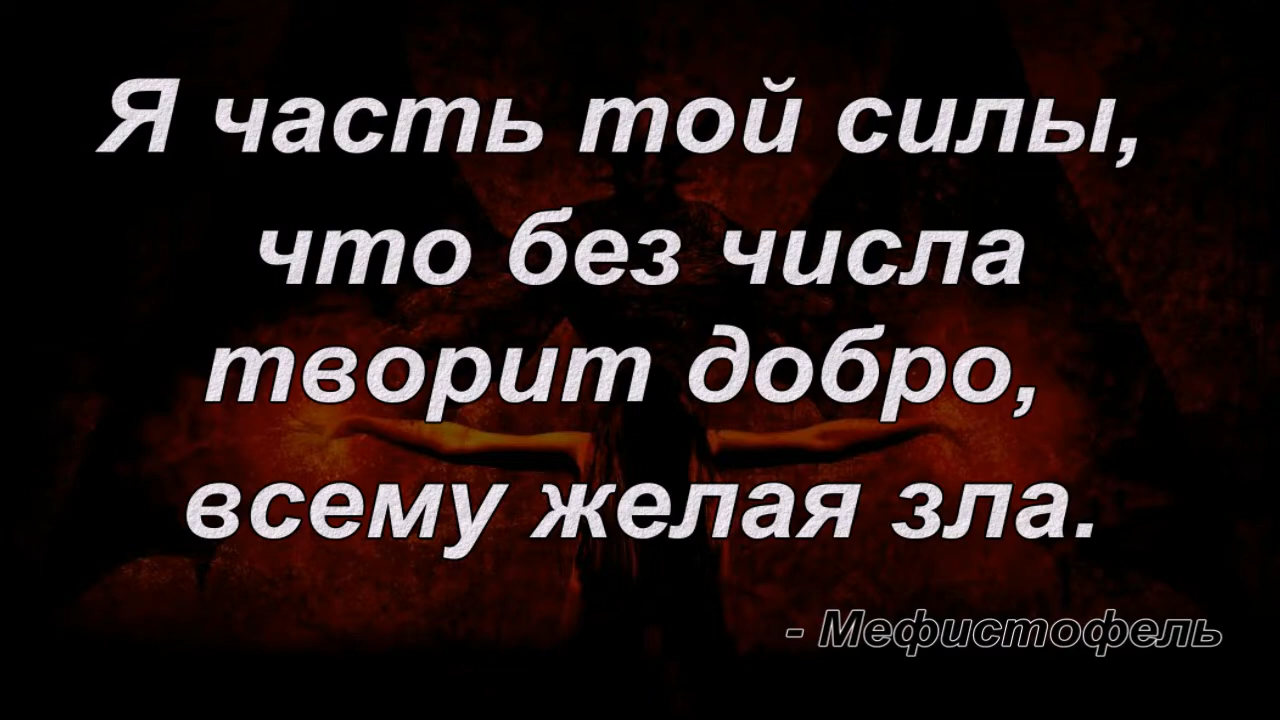 Я часть той силы,
что без числа
творит добро,
всему желая зла.
- Мефистофель